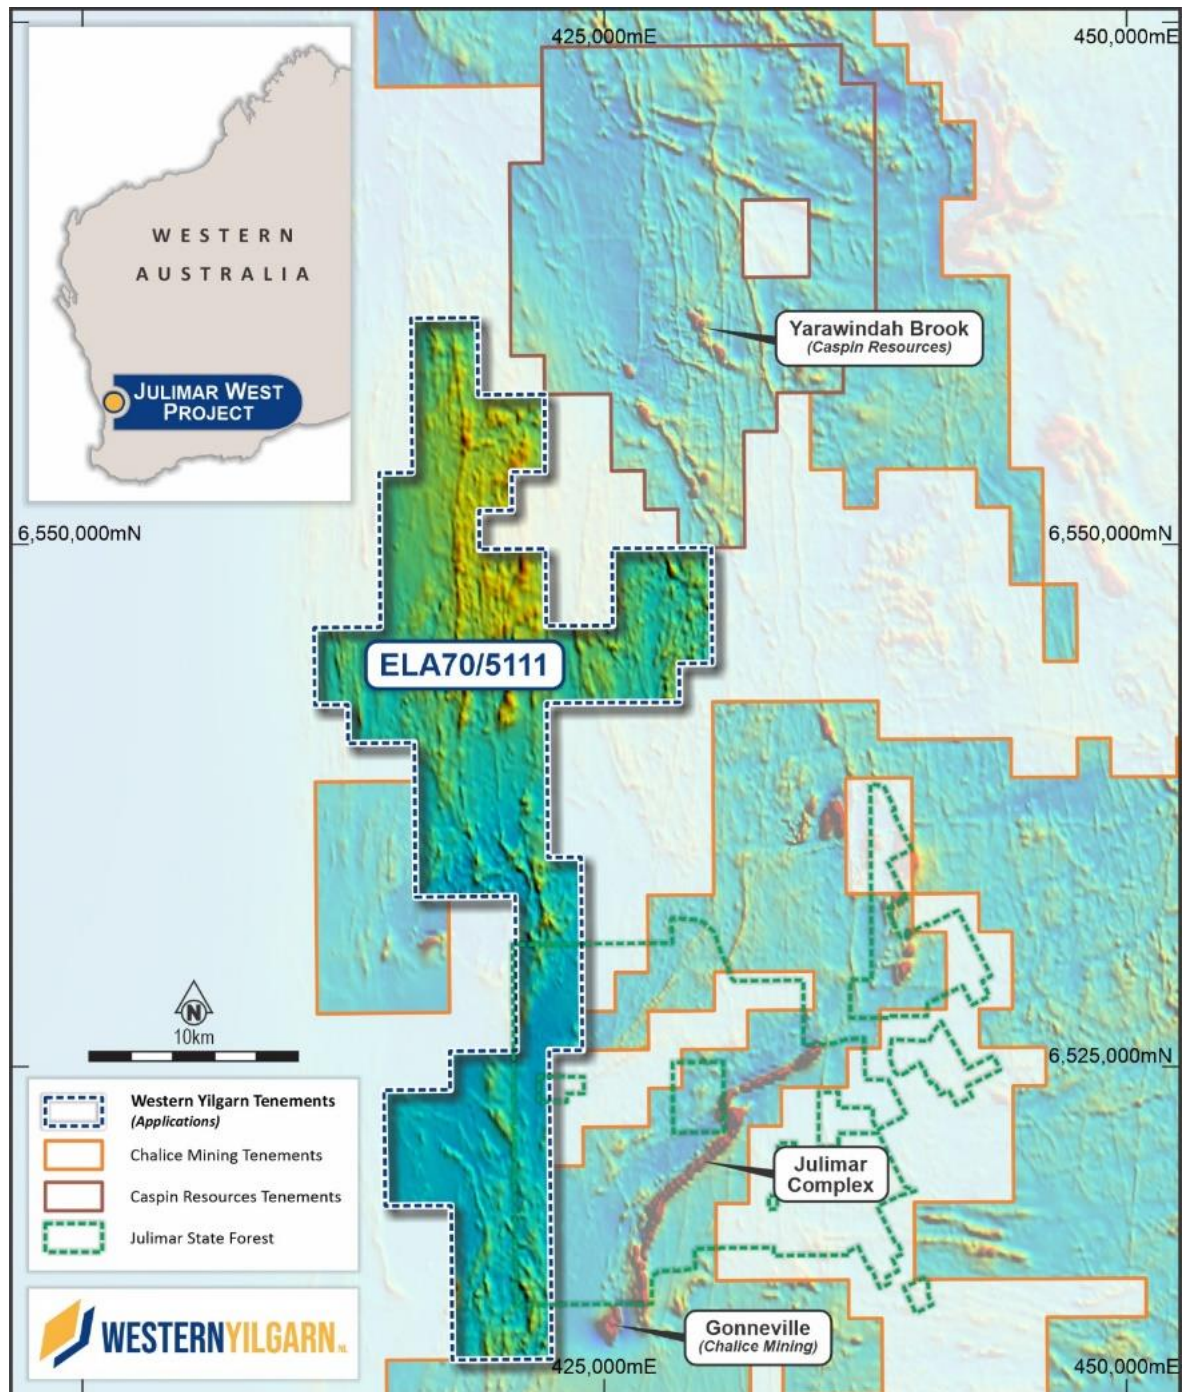 425,000mE
450,000mE
WESTERN
AUSTRALIA
JULIMAR WEST
PROJECT
Yarawindah Brook
(Caspin Resources)
6,550,000mN
6,550,000mN
ELA70/5111
N
10km
6,525,000mN
Western Yilgarn Tenements
(Applications)
Chalice Mining Tenements
Caspin Resources Tenements
Julimar State Forest
Julimar
Complex
Gonneville
(Chalice Mining)
WESTERNYILGARN NL
425,000mE
450,000mE